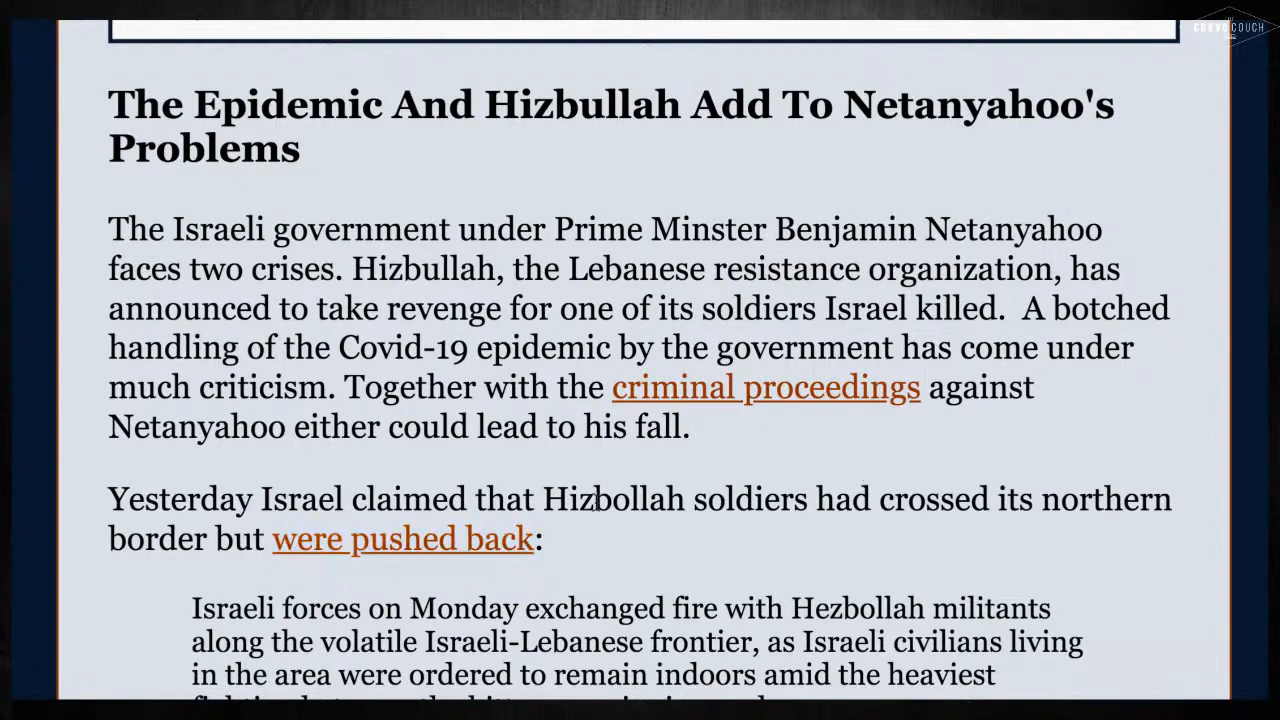 The Epidemic And Hizbullah Add To Netanyahoo's
Problems
The Israeli government under Prime Minster Benjamin Netanyahoo
faces two crises. Hizbullah, the Lebanese resistance organization, has
announced to take revenge for one of its soldiers Israel killed.  A botched
handling of the Covid-19 epidemic by the government has come under
much criticism. Together with the criminal proceedings against
Netanyahoo either could lead to his fall.
Yesterday Israel claimed that Hizbollah soldiers had crossed its northern
border but were pushed back:
Israeli forces on Monday exchanged fire with Hezbollah militants
along the volatile Israeli-Lebanese frontier, as Israeli civilians living
in the area were ordered to remain indoors amid the heaviest